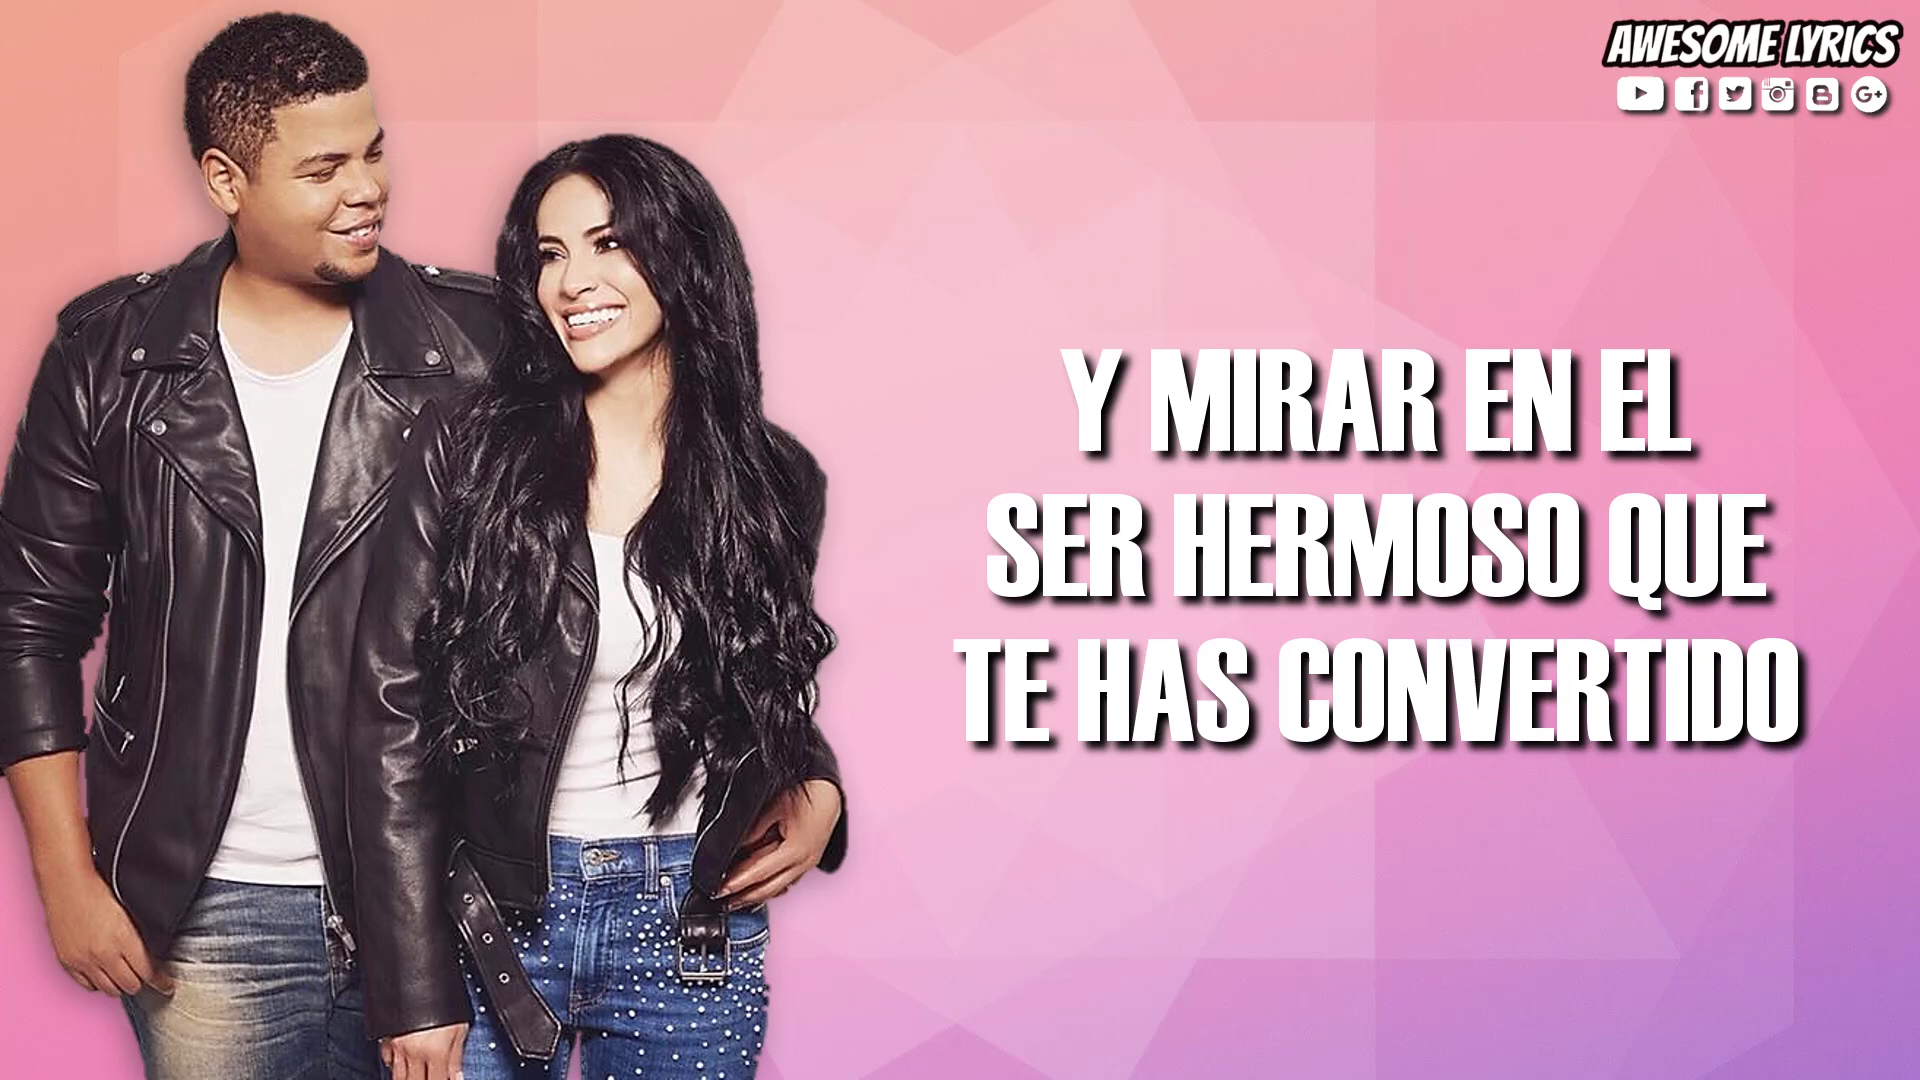 AWESOME LYRICS
Y MIRAR EN EL
SER HERMOSO QUE
TE HAS CONVERTIDO